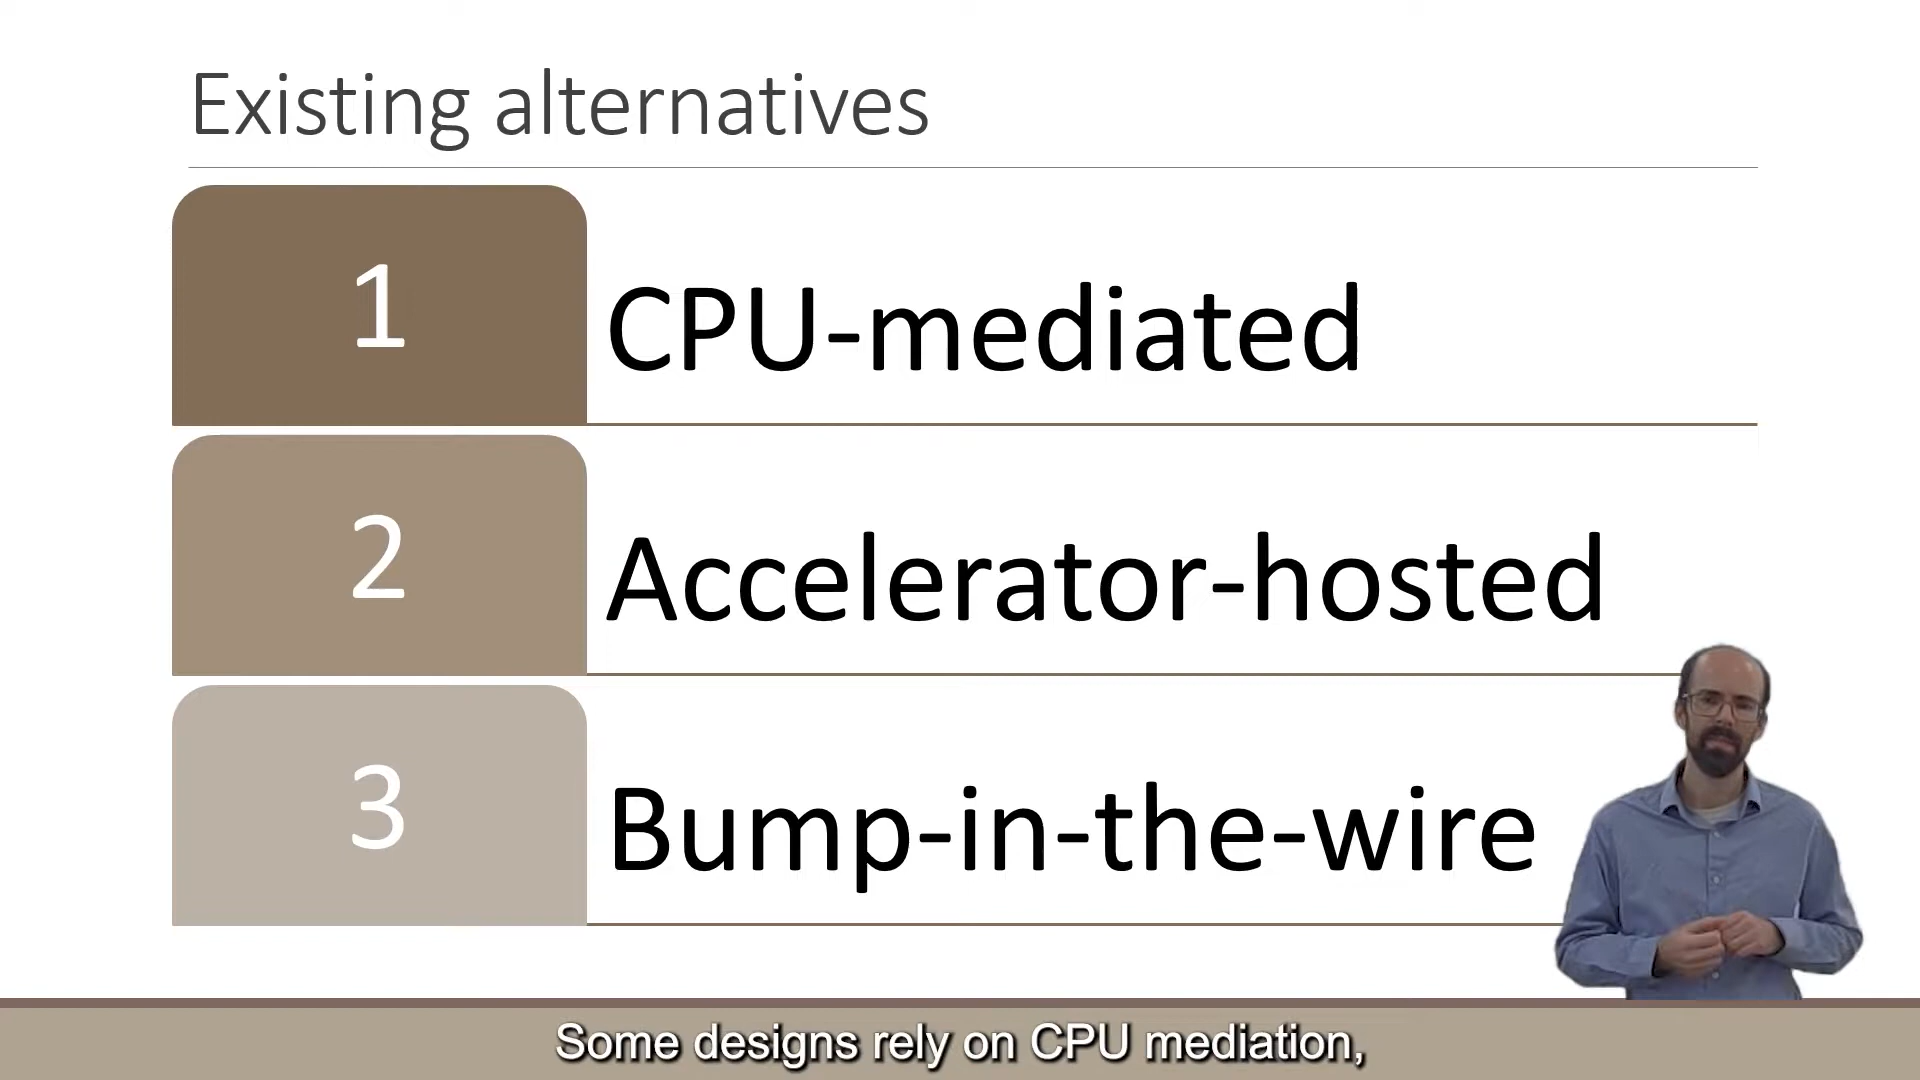 Existing alternatives
1
CPU-mediated
2
Accelerator-hosted
3
Bump-in-the-wire
Some designs rely on CPU mediation,